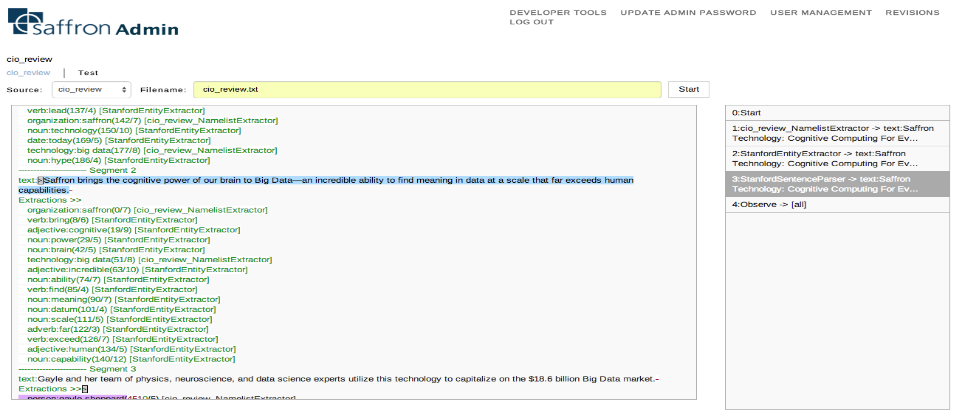 saffron Admin
DEVELOPER TOOLS UPDATE ADMIN PASSWORD USER MANAGEMENT REVISIONS
LOG OUT
cio_review
cio_review | Test
Source: cio_review Filename: cio_review.txt Start
verb:lead(137/4) [StanfordEntityExtractor]
organization:saffron(142/7) [cio_review_NamelistExtractor]
noun:technology(150/10) [StanfordEntityExtractor]
date:today(169/5) [StanfordEntityExtractor]
technology:big data(177/8) [cio_review_NamelistExtractor]
noun:hype(186/4) [StanfordEntityExtractor]
------------------------ Segment 2
text:>Saffron brings the cognitive power of our brain to Big Data—an incredible ability to find meaning in data at a scale that far exceeds human
capabilities.-
Extractions >>
organization:saffron(0/7) [cio_review_NamelistExtractor]
verb:bring(8/6) [StanfordEntityExtractor]
adjective:cognitive(19/9) [StanfordEntityExtractor]
noun:power(29/5) [StanfordEntityExtractor]
noun:brain(42/5) [StanfordEntityExtractor]
technology:big data(51/8) [cio_review_NamelistExtractor]
adjective:incredible(63/10) [StanfordEntityExtractor]
noun:ability(74/7) [StanfordEntityExtractor]
verb:find(85/4) [StanfordEntityExtractor]
noun:meaning(90/7) [StanfordEntityExtractor]
noun:datum(101/4) [StanfordEntityExtractor]
noun:scale(111/5) [StanfordEntityExtractor]
adverb:far(122/3) [StanfordEntityExtractor]
verb:exceed(126/7) [StanfordEntityExtractor]
adjective:human(134/5) [StanfordEntityExtractor]
noun:capability(140/12) [StanfordEntityExtractor]
------------------------ Segment 3
text:Gayle and her team of physics, neuroscience, and data science experts utilize this technology to capitalize on the $18.6 billion Big Data market.-
Extractions >>
person:gayle sheppard(4510/5) [cio_review_NamelistExtractor]
0:Start
1:cio_review_NamelistExtractor -> text:Saffron
Technology: Cognitive Computing For Ev...
2:StanfordEntityExtractor -> text:Saffron
Technology: Cognitive Computing For Ev...
3:StanfordSentenceParser -> text:Saffron
Technology: Cognitive Computing For Ev...
4:Observe -> [all]